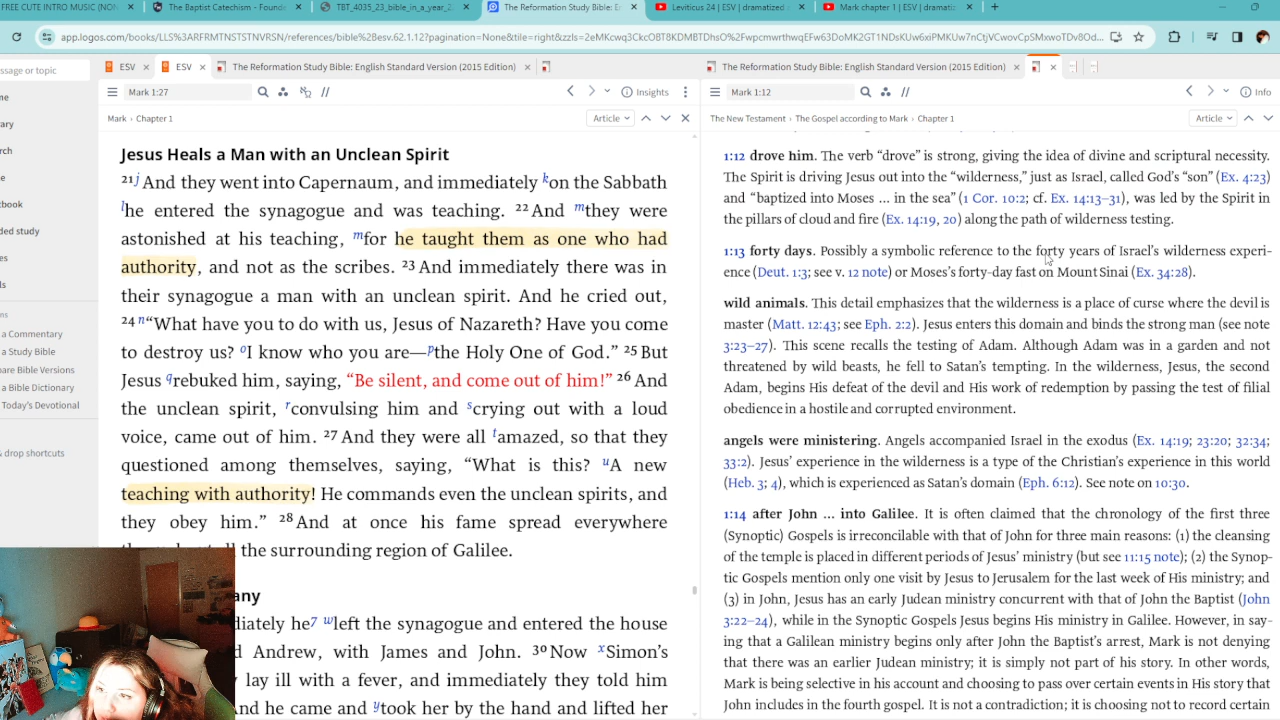 FREE CUTE INTRO MUSIC (NON
The Baptist Catechism - Founde
TBT_4035_23_bible_in_a_year_2
The Reformation Study Bible: En
Leviticus 24 | ESV | dramatized a
Mark chapter 1 | ESV | dramatiz
app.logos.com/books/LLS%3ARFRMTNSTSTNVRSN/references/bible%2Besv.62.1.12?pagination=None&tile=right&zzls=2eMKcwq3CkcOBT8KDMBTDhsO%2FwpcmwrthwqEFw63DoMK2GT1NDsKUw6xiPMKUw7nCtjVCwovCpSMxwoTDv8Od...
ssage or topic
ESV
ESV
The Reformation Study Bible: English Standard Version (2015 Edition)
The Reformation Study Bible: English Standard Version (2015 Edition)
me
rary
rch
e
tbook
ded study
es
ls
ns
a Commentary
a Study Bible
pare Bible Versions
a Bible Dictionary
Today's Devotional
& drop shortcuts
Mark 1:27
Insights
Mark › Chapter 1
Article
Jesus Heals a Man with an Unclean Spirit
21 j And they went into Capernaum, and immediately k on the Sabbath
l he entered the synagogue and was teaching. 22 And m they were
astonished at his teaching, m for he taught them as one who had
authority, and not as the scribes. 23 And immediately there was in
their synagogue a man with an unclean spirit. And he cried out,
24 n “What have you to do with us, Jesus of Nazareth? Have you come
to destroy us? o I know who you are—p the Holy One of God.” 25 But
Jesus q rebuked him, saying, “Be silent, and come out of him!” 26 And
the unclean spirit, r convulsing him and s crying out with a loud
voice, came out of him. 27 And they were all t amazed, so that they
questioned among themselves, saying, “What is this? u A new
teaching with authority! He commands even the unclean spirits, and
they obey him.” 28 And at once his fame spread everywhere
the surrounding region of Galilee.
any
diately he 7 w left the synagogue and entered the house
d Andrew, with James and John. 30 Now x Simon's
lay ill with a fever, and immediately they told him
nd he came and y took her by the hand and lifted her
Mark 1:12
Info
The New Testament › The Gospel according to Mark › Chapter 1
Article
1:12 drove him. The verb “drove” is strong, giving the idea of divine and scriptural necessity.
The Spirit is driving Jesus out into the “wilderness,” just as Israel, called God's “son” (Ex. 4:23)
and “baptized into Moses ... in the sea” (1 Cor. 10:2; cf. Ex. 14:13–31), was led by the Spirit in
the pillars of cloud and fire (Ex. 14:19, 20) along the path of wilderness testing.
1:13 forty days. Possibly a symbolic reference to the forty years of Israel's wilderness experi-
ence (Deut. 1:3; see v. 12 note) or Moses's forty-day fast on Mount Sinai (Ex. 34:28).
wild animals. This detail emphasizes that the wilderness is a place of curse where the devil is
master (Matt. 12:43; see Eph. 2:2). Jesus enters this domain and binds the strong man (see note
3:23–27). This scene recalls the testing of Adam. Although Adam was in a garden and not
threatened by wild beasts, he fell to Satan's tempting. In the wilderness, Jesus, the second
Adam, begins His defeat of the devil and His work of redemption by passing the test of filial
obedience in a hostile and corrupted environment.
angels were ministering. Angels accompanied Israel in the exodus (Ex. 14:19; 23:20; 32:34;
33:2). Jesus' experience in the wilderness is a type of the Christian's experience in this world
(Heb. 3; 4), which is experienced as Satan's domain (Eph. 6:12). See note on 10:30.
1:14 after John ... into Galilee. It is often claimed that the chronology of the first three
(Synoptic) Gospels is irreconcilable with that of John for three main reasons: (1) the cleansing
of the temple is placed in different periods of Jesus' ministry (but see 11:15 note); (2) the Synop-
tic Gospels mention only one visit by Jesus to Jerusalem for the last week of His ministry; and
(3) in John, Jesus has an early Judean ministry concurrent with that of John the Baptist (John
3:22–24), while in the Synoptic Gospels Jesus begins His ministry in Galilee. However, in say-
ing that a Galilean ministry begins only after John the Baptist's arrest, Mark is not denying
that there was an earlier Judean ministry; it is simply not part of his story. In other words,
Mark is being selective in his account and choosing to pass over certain events in His story that
John includes in the fourth gospel. It is not a contradiction; it is choosing not to record certain